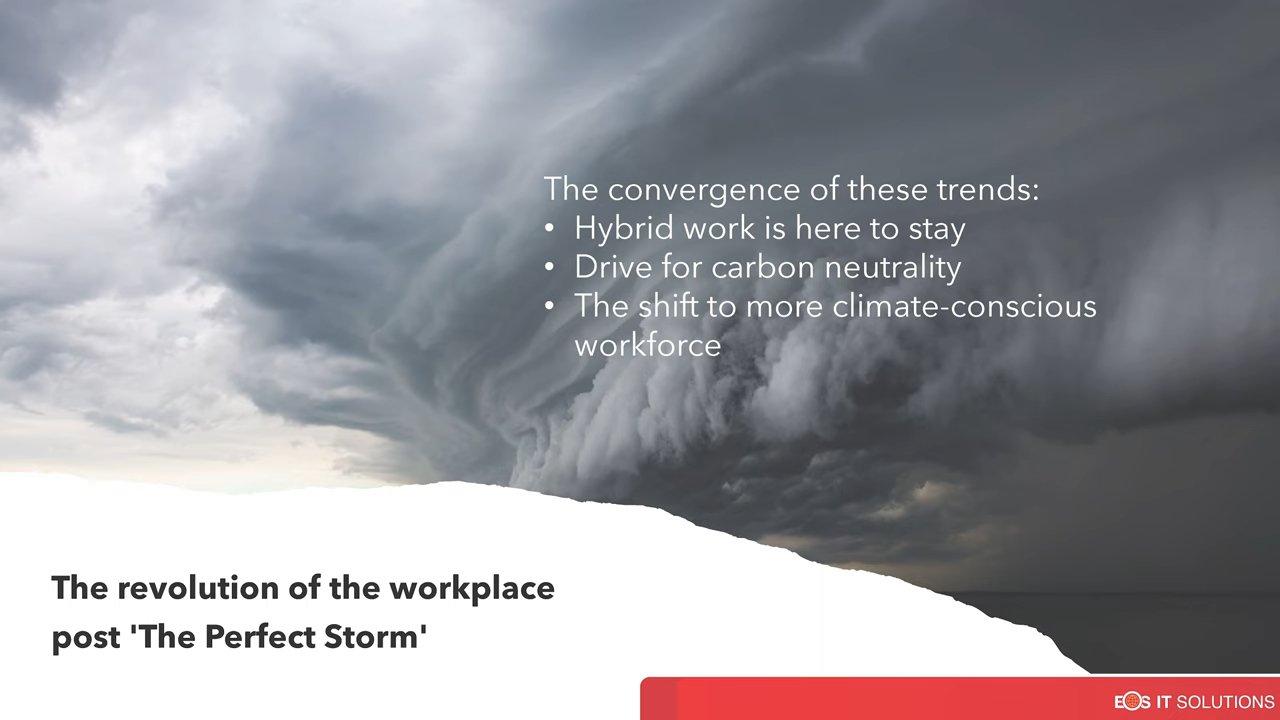 The convergence of these trends:
• Hybrid work is here to stay
• Drive for carbon neutrality
• The shift to more climate-conscious
workforce
The revolution of the workplace
post 'The Perfect Storm'
EOS IT SOLUTIONS